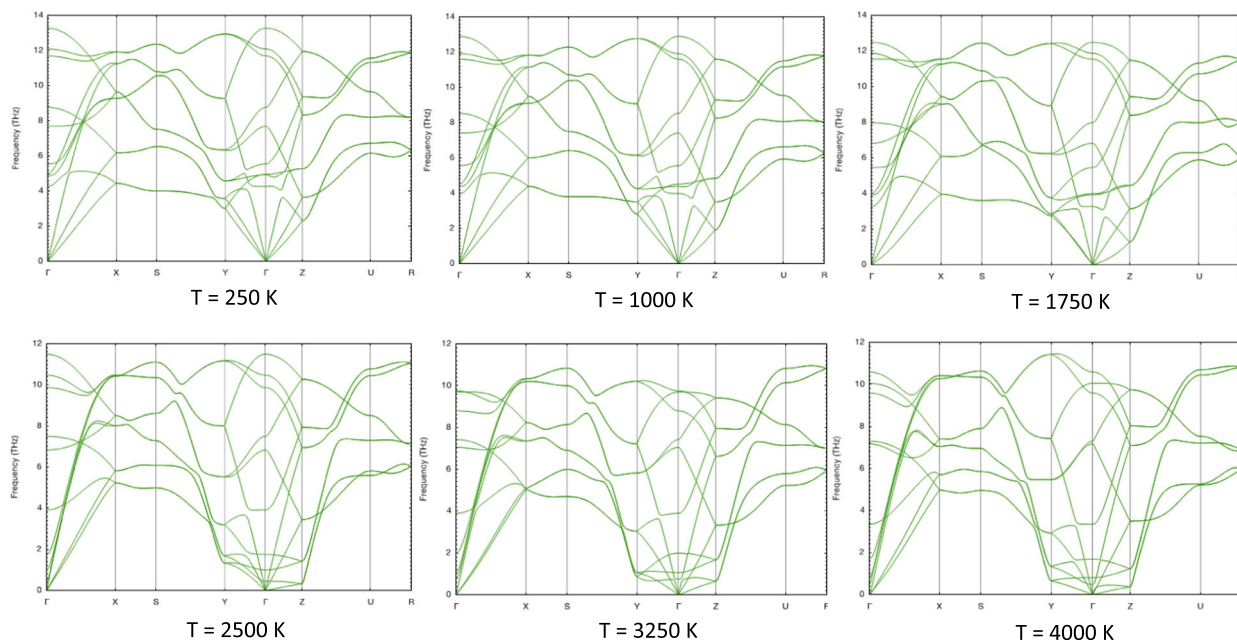 14
12
10
8
6
4
2
0
Frequency (THz)
Γ X S Y Γ Z U R
T = 250 K
14
12
10
8
6
4
2
0
Frequency (THz)
Γ X S Y Γ Z U R
T = 1000 K
14
12
10
8
6
4
2
0
Frequency (THz)
Γ X S Y Γ Z U
T = 1750 K
12
10
8
6
4
2
0
Frequency (THz)
Γ X S Y Γ Z U R
T = 2500 K
12
10
8
6
4
2
0
Frequency (THz)
Γ X S Y Γ Z U
T = 3250 K
12
10
8
6
4
2
0
Frequency (THz)
Γ X S Y Γ Z U
T = 4000 K